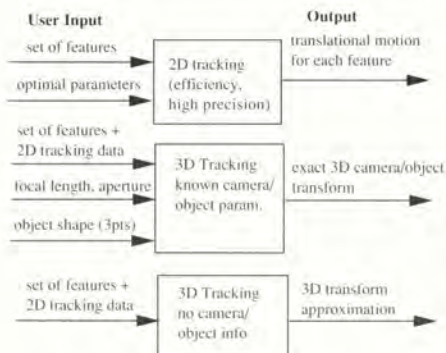 User Input
Output
set of features
optimal parameters
2D tracking
(efficiency,
high precision)
translational motion
for each feature
set of features +
2D tracking data
focal length, aperture
object shape (3pts)
3D Tracking
known camera/
object param.
exact 3D camera/object
transform
set of features +
2D tracking data
3D Tracking
no camera/
object info
3D transform
approximation